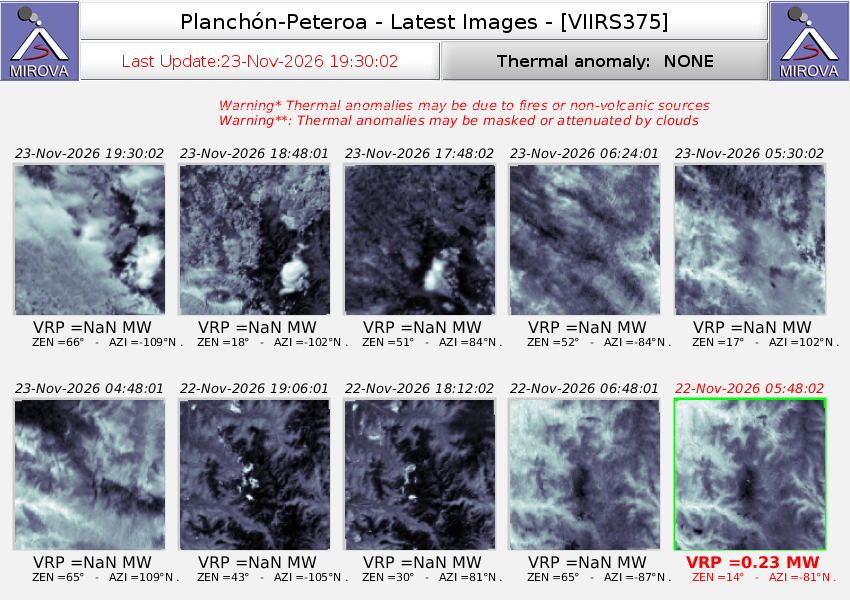 Planchón-Peteroa - Latest Images - [VIIRS375]
MIROVA
Last Update:23-Nov-2026 19:30:02
Thermal anomaly: NONE
MIROVA
Warning* Thermal anomalies may be due to fires or non-volcanic sources
Warning**: Thermal anomalies may be masked or attenuated by clouds
23-Nov-2026 19:30:02 23-Nov-2026 18:48:01 23-Nov-2026 17:48:02 23-Nov-2026 06:24:01 23-Nov-2026 05:30:02
VRP =NaN MW VRP =NaN MW VRP =NaN MW VRP =NaN MW VRP =NaN MW
ZEN =66° - AZI =-109°N . ZEN =18° - AZI =-102°N . ZEN =51° - AZI =84°N . ZEN =52° - AZI =-84°N . ZEN =17° - AZI =102°N .
23-Nov-2026 04:48:01 22-Nov-2026 19:06:01 22-Nov-2026 18:12:02 22-Nov-2026 06:48:01 22-Nov-2026 05:48:02
VRP =NaN MW VRP =NaN MW VRP =NaN MW VRP =NaN MW VRP =0.23 MW
ZEN =65° - AZI =109°N . ZEN =43° - AZI =-105°N . ZEN =30° - AZI =81°N . ZEN =65° - AZI =-87°N . ZEN =14° - AZI =-81°N .